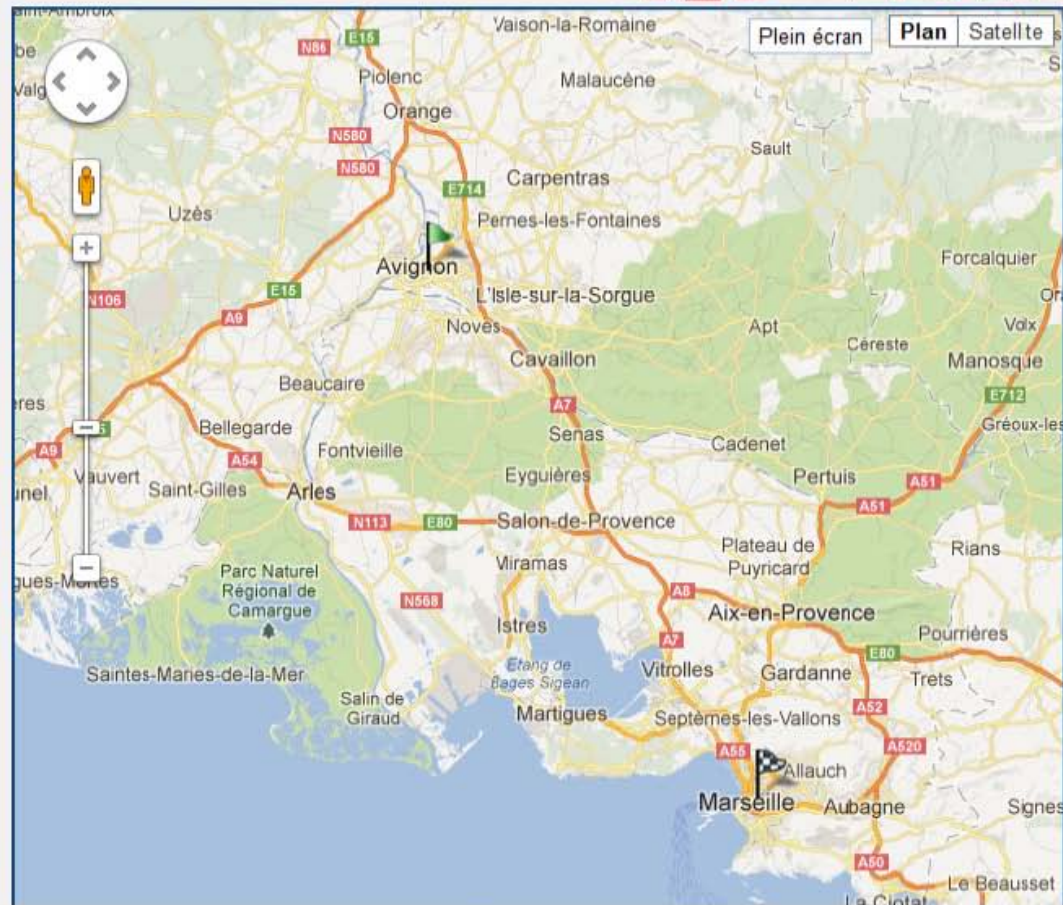 Vaison-la-Romaine
Plein écran
Plan
Satellte
E15
N86
Piolenc
Malaucène
Orange
N580
Sault
N580
Carpentras
E714
Uzès
Pernes-les-Fontaines
Forcalquier
Avignon
E15
L'Isle-sur-la-Sorgue
N106
A9
Noves
Apt
Volx
Céreste
Cavaillon
Manosque
Beaucaire
E712
A7
Bellegarde
Senas
Gréoux-les
Cadenet
Fontvieille
A9
A54
Vauvert
Eyguières
Pertuis
A51
Saint-Gilles
Arles
A51
N113
E80
Salon-de-Provence
Plateau de
Puyricard
Rians
Miramas
Parc Naturel
Régional de
Camargue
A8
N568
Aix-en-Provence
Istres
A7
Pourrières
E80
Etang de
Bages Sigean
Vitrolles
Gardanne
Trets
Saintes-Maries-de-la-Mer
Salin de
Giraud
Martigues
Septèmes-les-Vallons
A52
A55
A520
Allauch
Marseille
Aubagne
Signes
A50
Le Beausset
La Ciotat